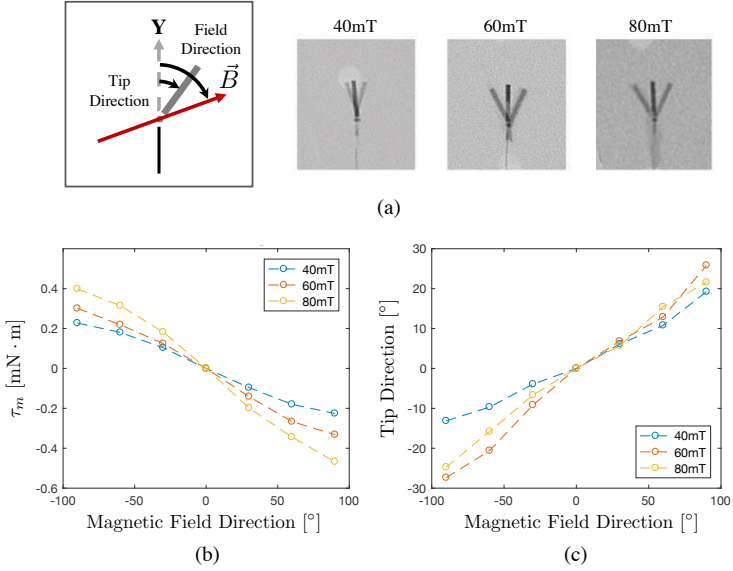 Y
Field
Direction
Tip
Direction
B⃗
40mT
60mT
80mT
(a)
0.6
0.4
0.2
0
-0.2
-0.4
-0.6
-100
-50
0
50
100
τm [mN · m]
Magnetic Field Direction [°]
40mT
60mT
80mT
(b)
30
20
10
0
-10
-20
-30
-100
-50
0
50
100
Tip Direction [°]
Magnetic Field Direction [°]
40mT
60mT
80mT
(c)